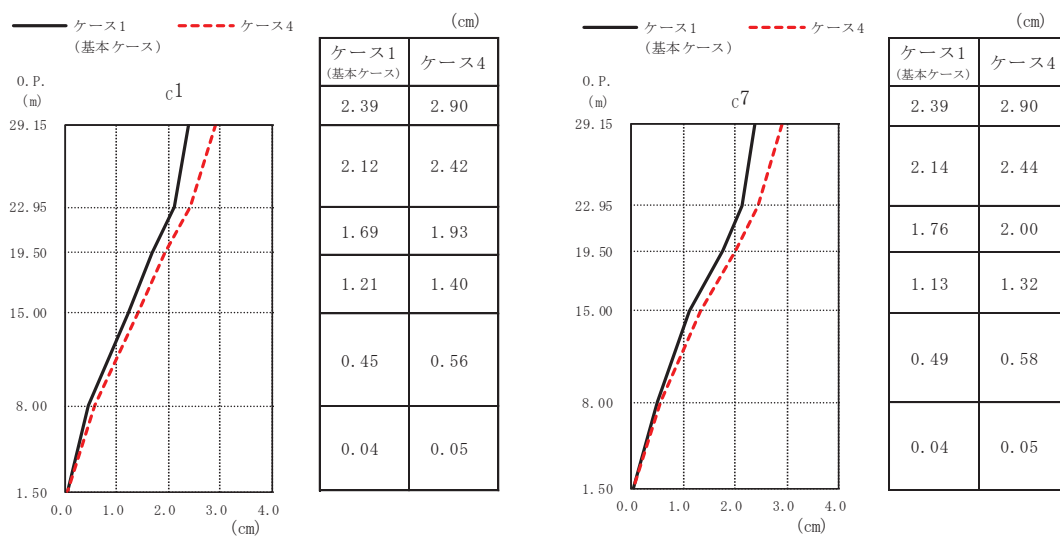 ケース1
(基本ケース)
ケース4
(cm)
O.P.
(m)
C1
29.15
22.95
19.50
15.00
8.00
1.50
0.0 1.0 2.0 3.0 4.0
(cm)
ケース1
(基本ケース)
ケース4
2.39 2.90
2.12 2.42
1.69 1.93
1.21 1.40
0.45 0.56
0.04 0.05
ケース1
(基本ケース)
ケース4
(cm)
O.P.
(m)
C7
29.15
22.95
19.50
15.00
8.00
1.50
0.0 1.0 2.0 3.0 4.0
(cm)
ケース1
(基本ケース)
ケース4
2.39 2.90
2.14 2.44
1.76 2.00
1.13 1.32
0.49 0.58
0.04 0.05